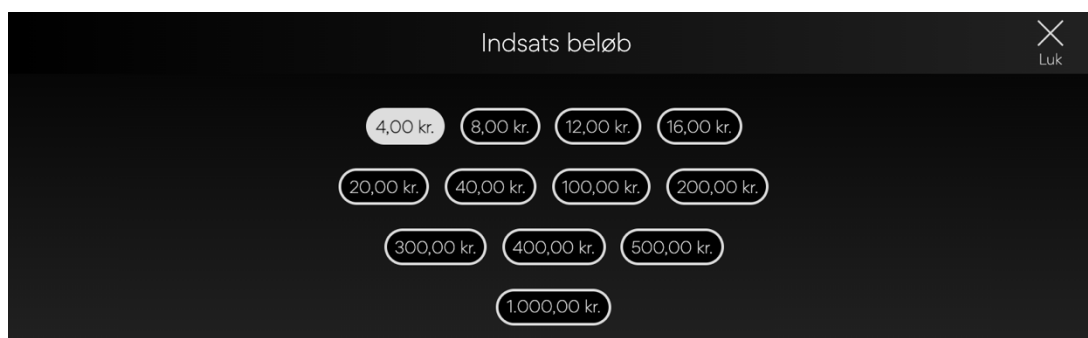 Indsats beløb
Luk
4,00 kr. 8,00 kr. 12,00 kr. 16,00 kr.
20,00 kr. 40,00 kr. 100,00 kr. 200,00 kr.
300,00 kr. 400,00 kr. 500,00 kr.
1.000,00 kr.